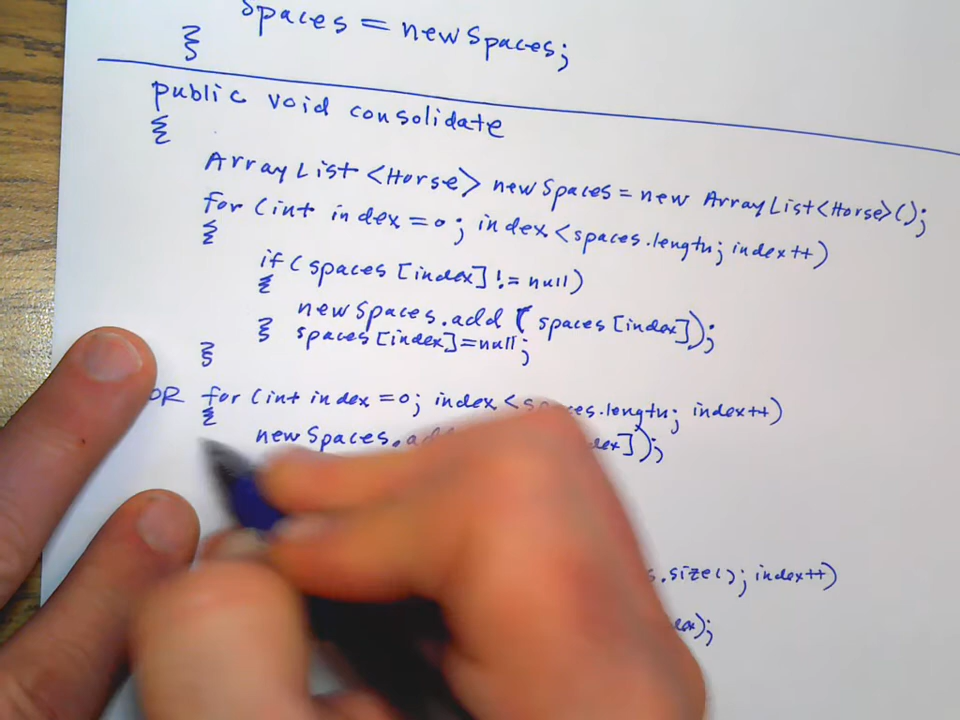 spaces = newSpaces;
}
public void consolidate
{
ArrayList <Horse> newSpaces = new ArrayList<Horse>();
for (int index = 0; index < spaces.length; index++)
{
if (spaces [index] != null)
{
newSpaces.add (spaces [index]);
} spaces [index] = null;
}
OR for (int index = 0; index < spaces.length; index++)
{
newSpaces.add
.size(); index++)